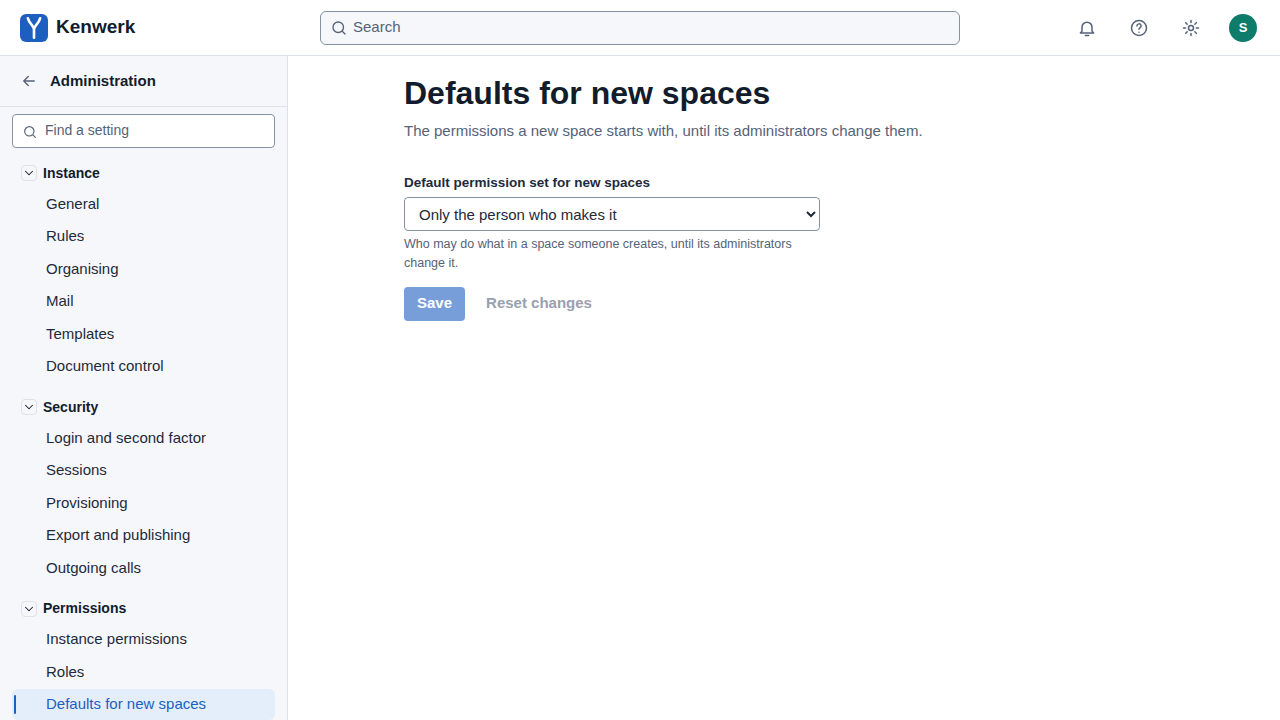 Kenwerk
Search
S
Administration
Find a setting
Instance
General
Rules
Organising
Mail
Templates
Document control
Security
Login and second factor
Sessions
Provisioning
Export and publishing
Outgoing calls
Permissions
Instance permissions
Roles
Defaults for new spaces
Defaults for new spaces
The permissions a new space starts with, until its administrators change them.
Default permission set for new spaces
Only the person who makes it
Who may do what in a space someone creates, until its administrators
change it.
Save
Reset changes